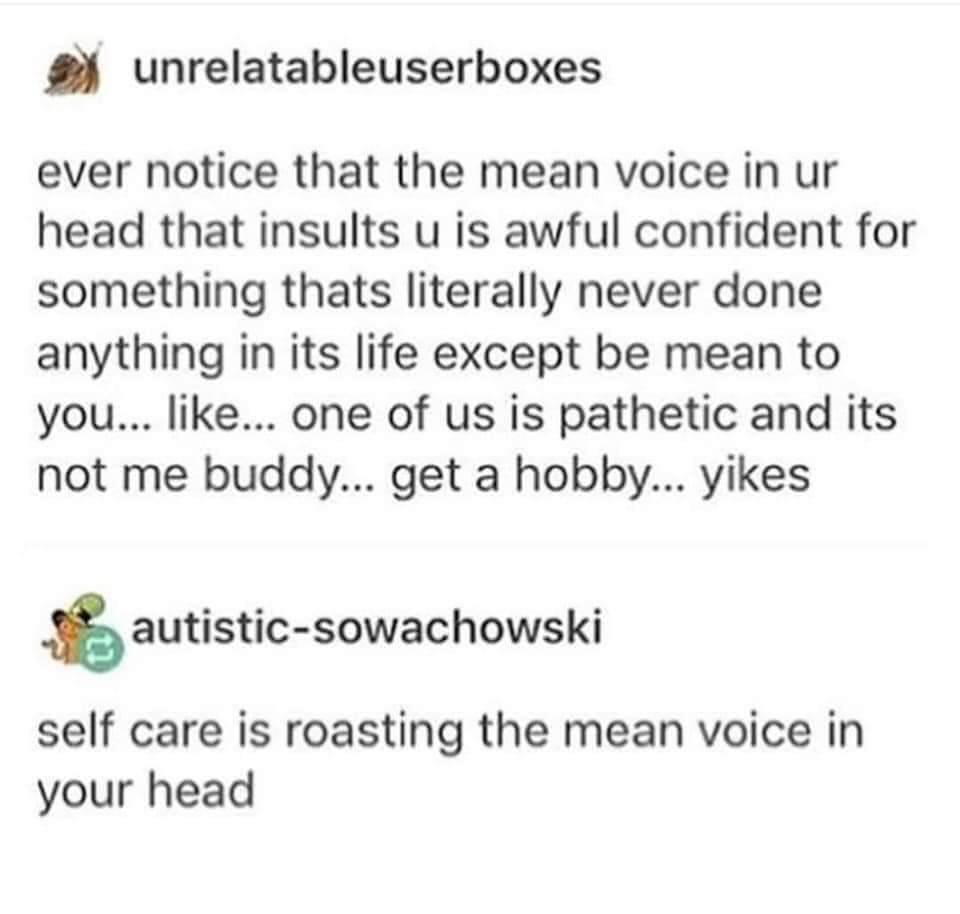 unrelatableuserboxes
ever notice that the mean voice in ur
head that insults u is awful confident for
something thats literally never done
anything in its life except be mean to
you... like... one of us is pathetic and its
not me buddy... get a hobby... yikes
autistic-sowachowski
self care is roasting the mean voice in
your head